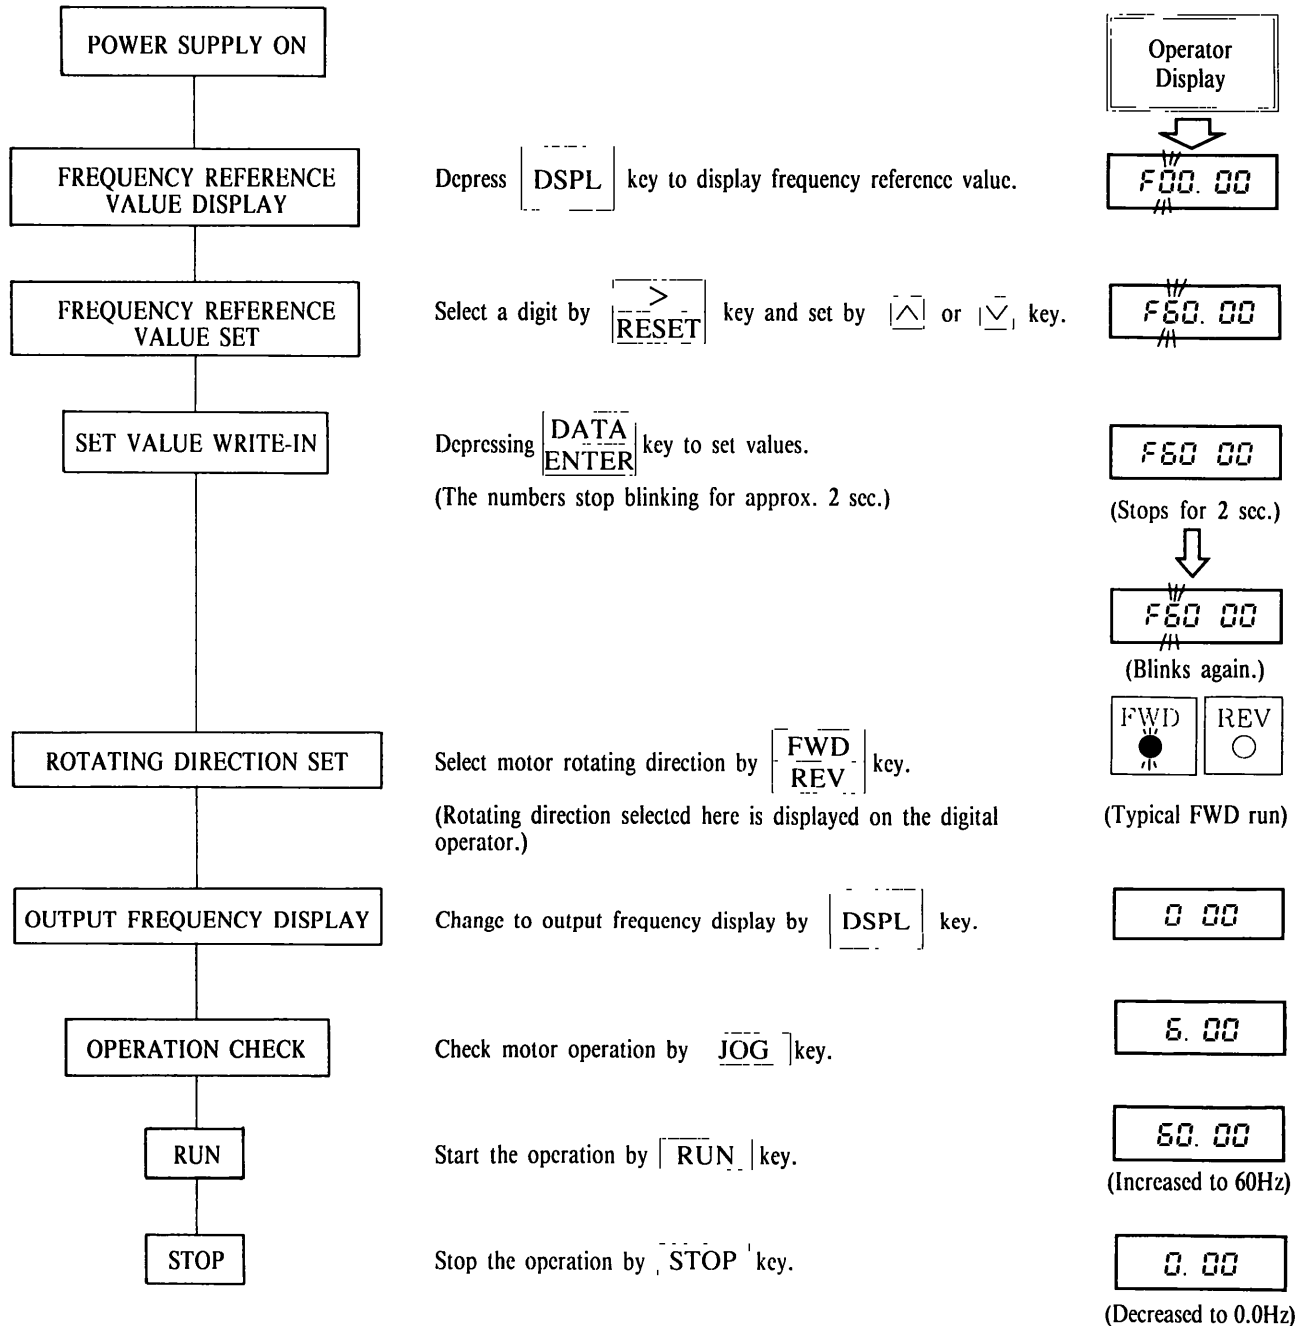 POWER SUPPLY ON
Operator
Display
FREQUENCY REFERENCE
VALUE DISPLAY
Depress DSPL key to display frequency reference value.
F00. 00
FREQUENCY REFERENCE
VALUE SET
Select a digit by > RESET key and set by ∧ or ∨ key.
F60. 00
SET VALUE WRITE-IN
Depressing DATA ENTER key to set values.
(The numbers stop blinking for approx. 2 sec.)
F60 00
(Stops for 2 sec.)
F60 00
(Blinks again.)
FWD REV
ROTATING DIRECTION SET
Select motor rotating direction by FWD REV key.
(Rotating direction selected here is displayed on the digital
operator.)
(Typical FWD run)
OUTPUT FREQUENCY DISPLAY
Change to output frequency display by DSPL key.
0 00
OPERATION CHECK
Check motor operation by JOG key.
6. 00
RUN
Start the operation by RUN key.
60. 00
(Increased to 60Hz)
STOP
Stop the operation by STOP key.
0. 00
(Decreased to 0.0Hz)